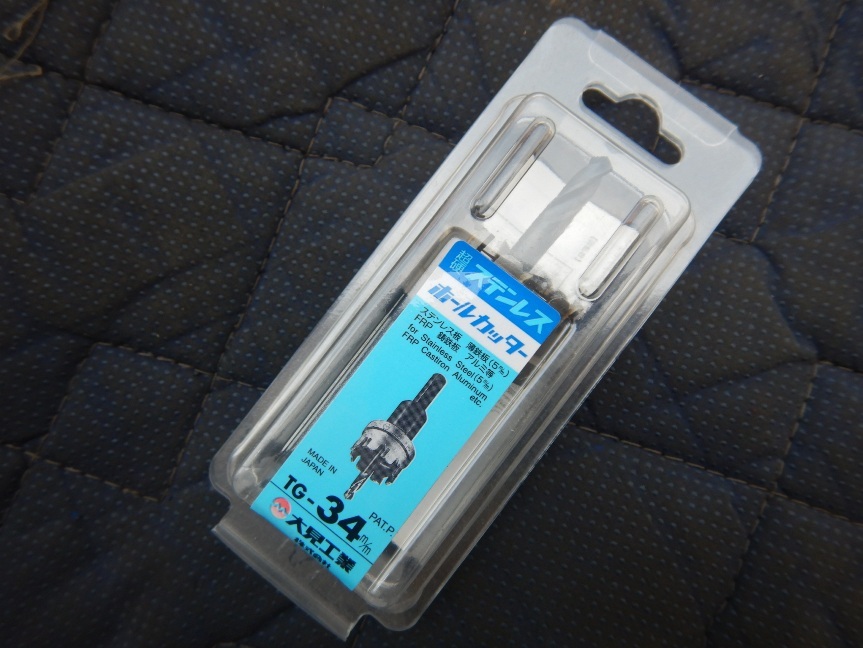 超硬
ステンレス
ホールカッター
ステンレス板 薄鉄板(5㎜)
FRP 鋳鉄板 アルミ等
for Stainless Steel(5㎜)
FRP Castiron Aluminum
etc.
MADE IN
JAPAN
TG-34m/m
PAT.P.
大見工業